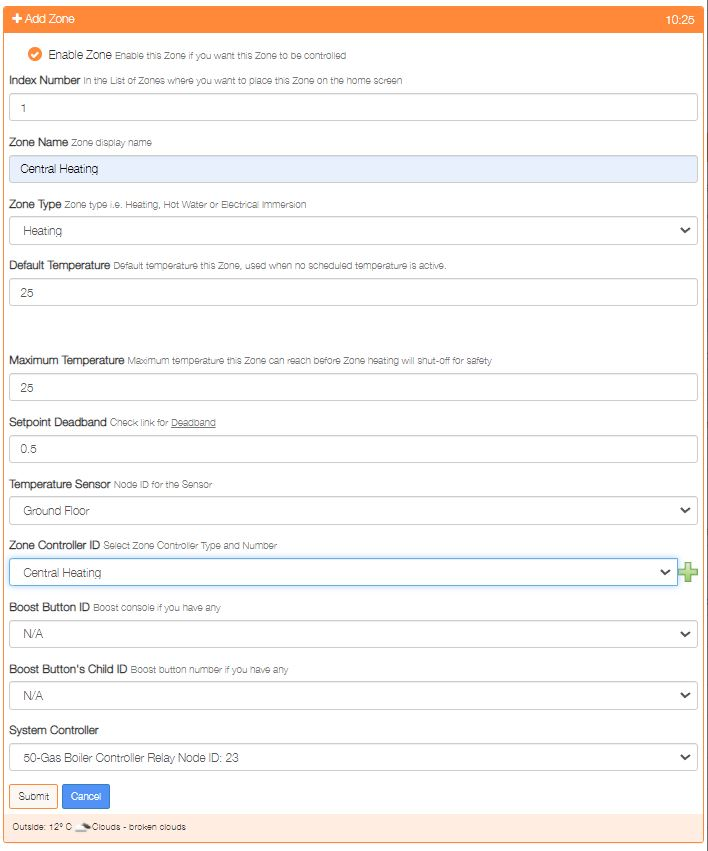 Add Zone 10:25
Enable Zone Enable this Zone if you want this Zone to be controlled
Index Number In the List of Zones where you want to place this Zone on the home screen
1
Zone Name Zone display name
Central Heating
Zone Type Zone type i.e. Heating, Hot Water or Electrical Immersion
Heating
Default Temperature Default temperature this Zone, used when no scheduled temperature is active.
25
Maximum Temperature Maximum temperature this Zone can reach before Zone heating will shut-off for safety
25
Setpoint Deadband Check link for Deadband
0.5
Temperature Sensor Node ID for the Sensor
Ground Floor
Zone Controller ID Select Zone Controller Type and Number
Central Heating
Boost Button ID Boost console if you have any
N/A
Boost Button's Child ID Boost button number if you have any
N/A
System Controller
50-Gas Boiler Controller Relay Node ID: 23
Submit Cancel
Outside: 12º C Clouds - broken clouds